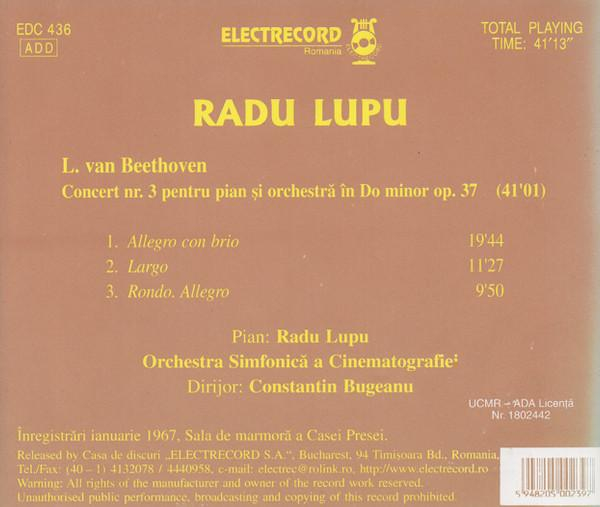 EDC 436
ADD
ELECTRECORD
Romania
TOTAL PLAYING
TIME: 41'13"
RADU LUPU
L. van Beethoven
Concert nr. 3 pentru pian și orchestră în Do minor op. 37 (41'01)
1. Allegro con brio 19'44
2. Largo 11'27
3. Rondo. Allegro 9'50
Pian: Radu Lupu
Orchestra Simfonică a Cinematografiei
Dirijor: Constantin Bugeanu
UCMR – ADA Licență
Nr. 1802442
Înregistrări ianuarie 1967, Sala de marmoră a Casei Presei.
Released by Casa de discuri „ELECTRECORD S.A.“, Bucharest, 94 Timișoara Bd., Romania,
Tel./Fax: (40 – 1) 4132078 / 4440958, e-mail: electrec@rolink.ro, http://www.electrecord.ro
Warning: All rights of the manufacturer and owner of the record work reserved.
Unauthorised public performance, broadcasting and copying of this record prohibited.
5 948205 002397